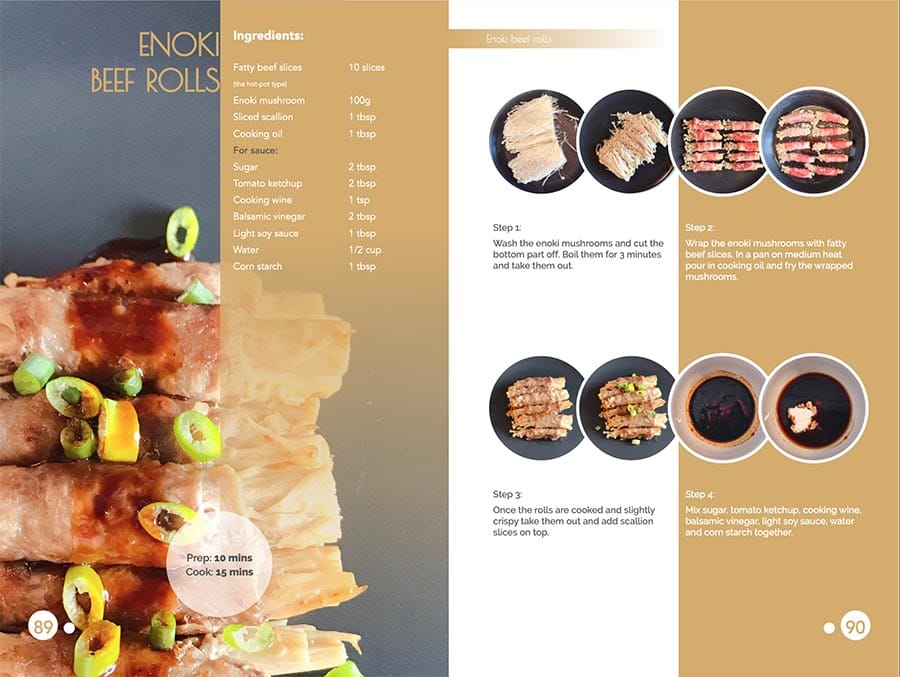 ENOKI
BEEF ROLLS
Ingredients:
Fatty beef slices 10 slices
(the hot-pot type)
Enoki mushroom 100g
Sliced scallion 1 tbsp
Cooking oil 1 tbsp
For sauce:
Sugar 2 tbsp
Tomato ketchup 2 tbsp
Cooking wine 1 tsp
Balsamic vinegar 2 tbsp
Light soy sauce 1 tbsp
Water 1/2 cup
Corn starch 1 tbsp
Prep: 10 mins
Cook: 15 mins
89
Enoki beef rolls
Step 1:
Wash the enoki mushrooms and cut the
bottom part off. Boil them for 3 minutes
and take them out.
Step 2:
Wrap the enoki mushrooms with fatty
beef slices. In a pan on medium heat
pour in cooking oil and fry the wrapped
mushrooms.
Step 3:
Once the rolls are cooked and slightly
crispy take them out and add scallion
slices on top.
Step 4:
Mix sugar, tomato ketchup, cooking wine,
balsamic vinegar, light soy sauce, water
and corn starch together.
90